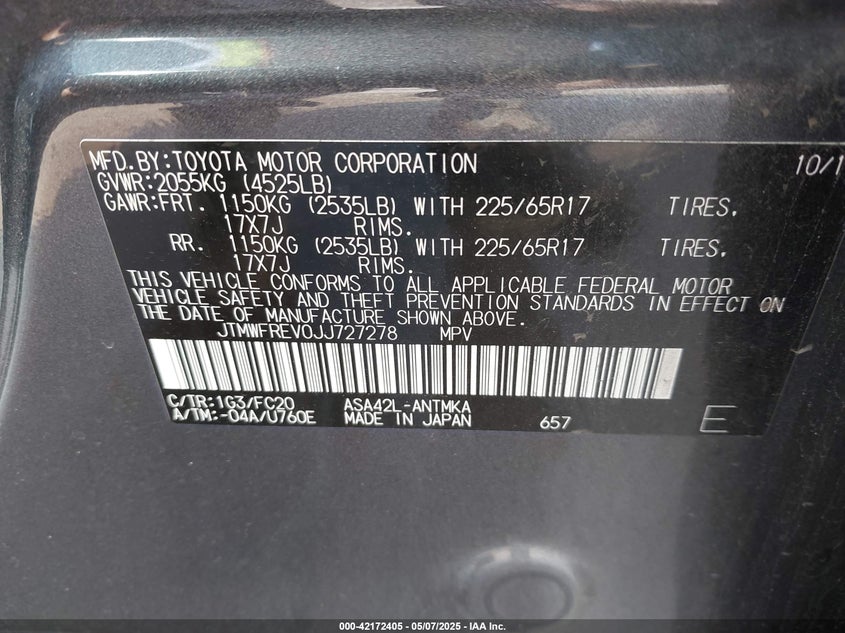 MFD.BY:TOYOTA MOTOR CORPORATION 10/1
GVWR:2055KG (4525LB)
GAWR:FRT. 1150KG (2535LB) WITH 225/65R17 TIRES,
17X7J RIMS.
RR. 1150KG (2535LB) WITH 225/65R17 TIRES,
17X7J RIMS.
THIS VEHICLE CONFORMS TO ALL APPLICABLE FEDERAL MOTOR
VEHICLE SAFETY AND THEFT PREVENTION STANDARDS IN EFFECT ON
THE DATE OF MANUFACTURE SHOWN ABOVE.
JTMWFREV0JJ727278 MPV
C/TR:1G3/FC20 ASA42L-ANTMKA
A/TM:-04A/U760E MADE IN JAPAN 657 E
000-42172405 - 05/07/2025 - IAA Inc.